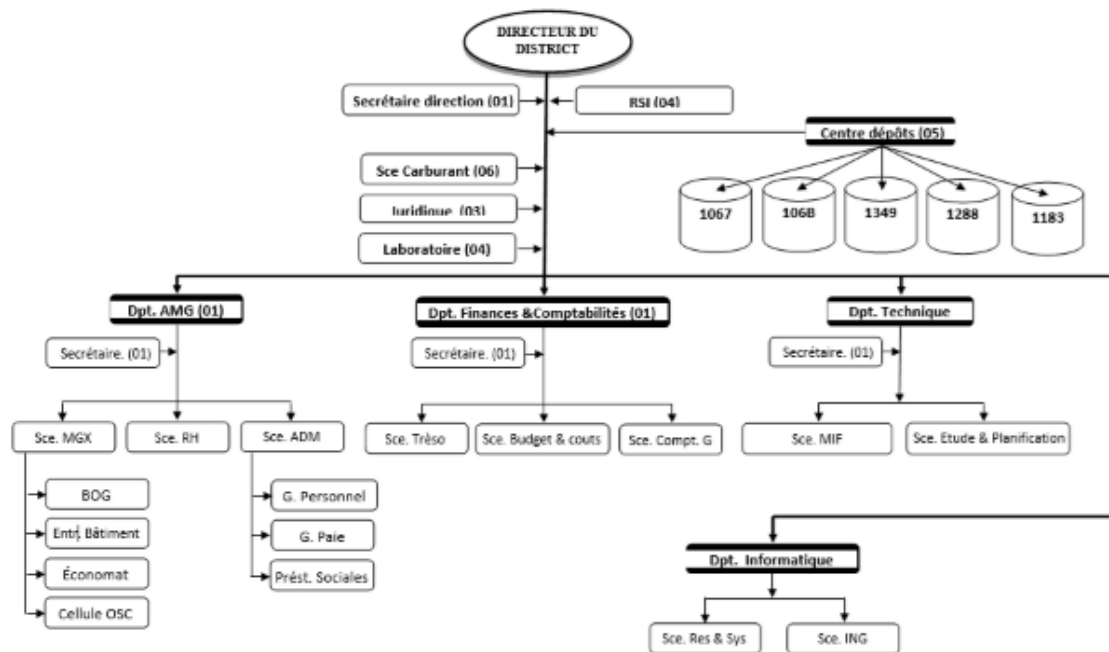 DIRECTEUR DU
DISTRICT
Secrétaire direction (01)
RSI (04)
Centre dépôts (05)
Sce Carburant (06)
1067
106B
1349
1288
1183
Juridique (03)
Laboratoire (04)
Dpt. AMG (01)
Dpt. Finances &Comptabilités (01)
Dpt. Technique
Secrétaire. (01)
Secrétaire. (01)
Secrétaire. (01)
Sce. MGX
Sce. RH
Sce. ADM
Sce. Trèso
Sce. Budget & couts
Sce. Compt. G
Sce. MIF
Sce. Etude & Planification
BOG
G. Personnel
Entṛ. Bâtiment
G. Paie
Économat
Prést. Sociales
Cellule OSC
Dpt. Informatique
Sce. Res & Sys
Sce. ING